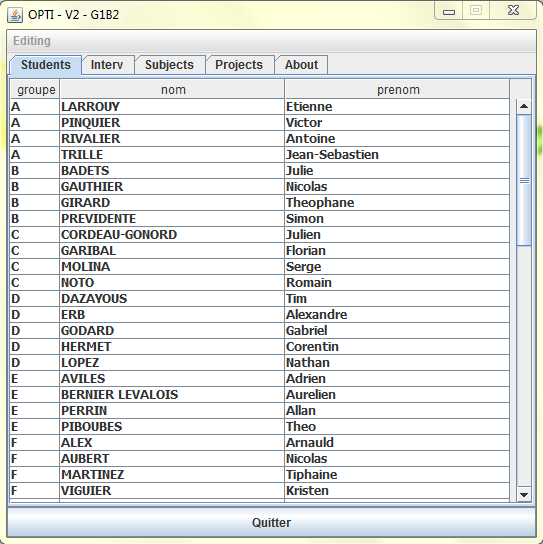 OPTI - V2 - G1B2
Editing
Students Interv Subjects Projects About
groupe nom prenom
A LARROUY Etienne
A PINQUIER Victor
A RIVALIER Antoine
A TRILLE Jean-Sebastien
B BADETS Julie
B GAUTHIER Nicolas
B GIRARD Theophane
B PREVIDENTE Simon
C CORDEAU-GONORD Julien
C GARIBAL Florian
C MOLINA Serge
C NOTO Romain
D DAZAYOUS Tim
D ERB Alexandre
D GODARD Gabriel
D HERMET Corentin
D LOPEZ Nathan
E AVILES Adrien
E BERNIER LEVALOIS Aurelien
E PERRIN Allan
E PIBOUBES Theo
F ALEX Arnauld
F AUBERT Nicolas
F MARTINEZ Tiphaine
F VIGUIER Kristen
Quitter